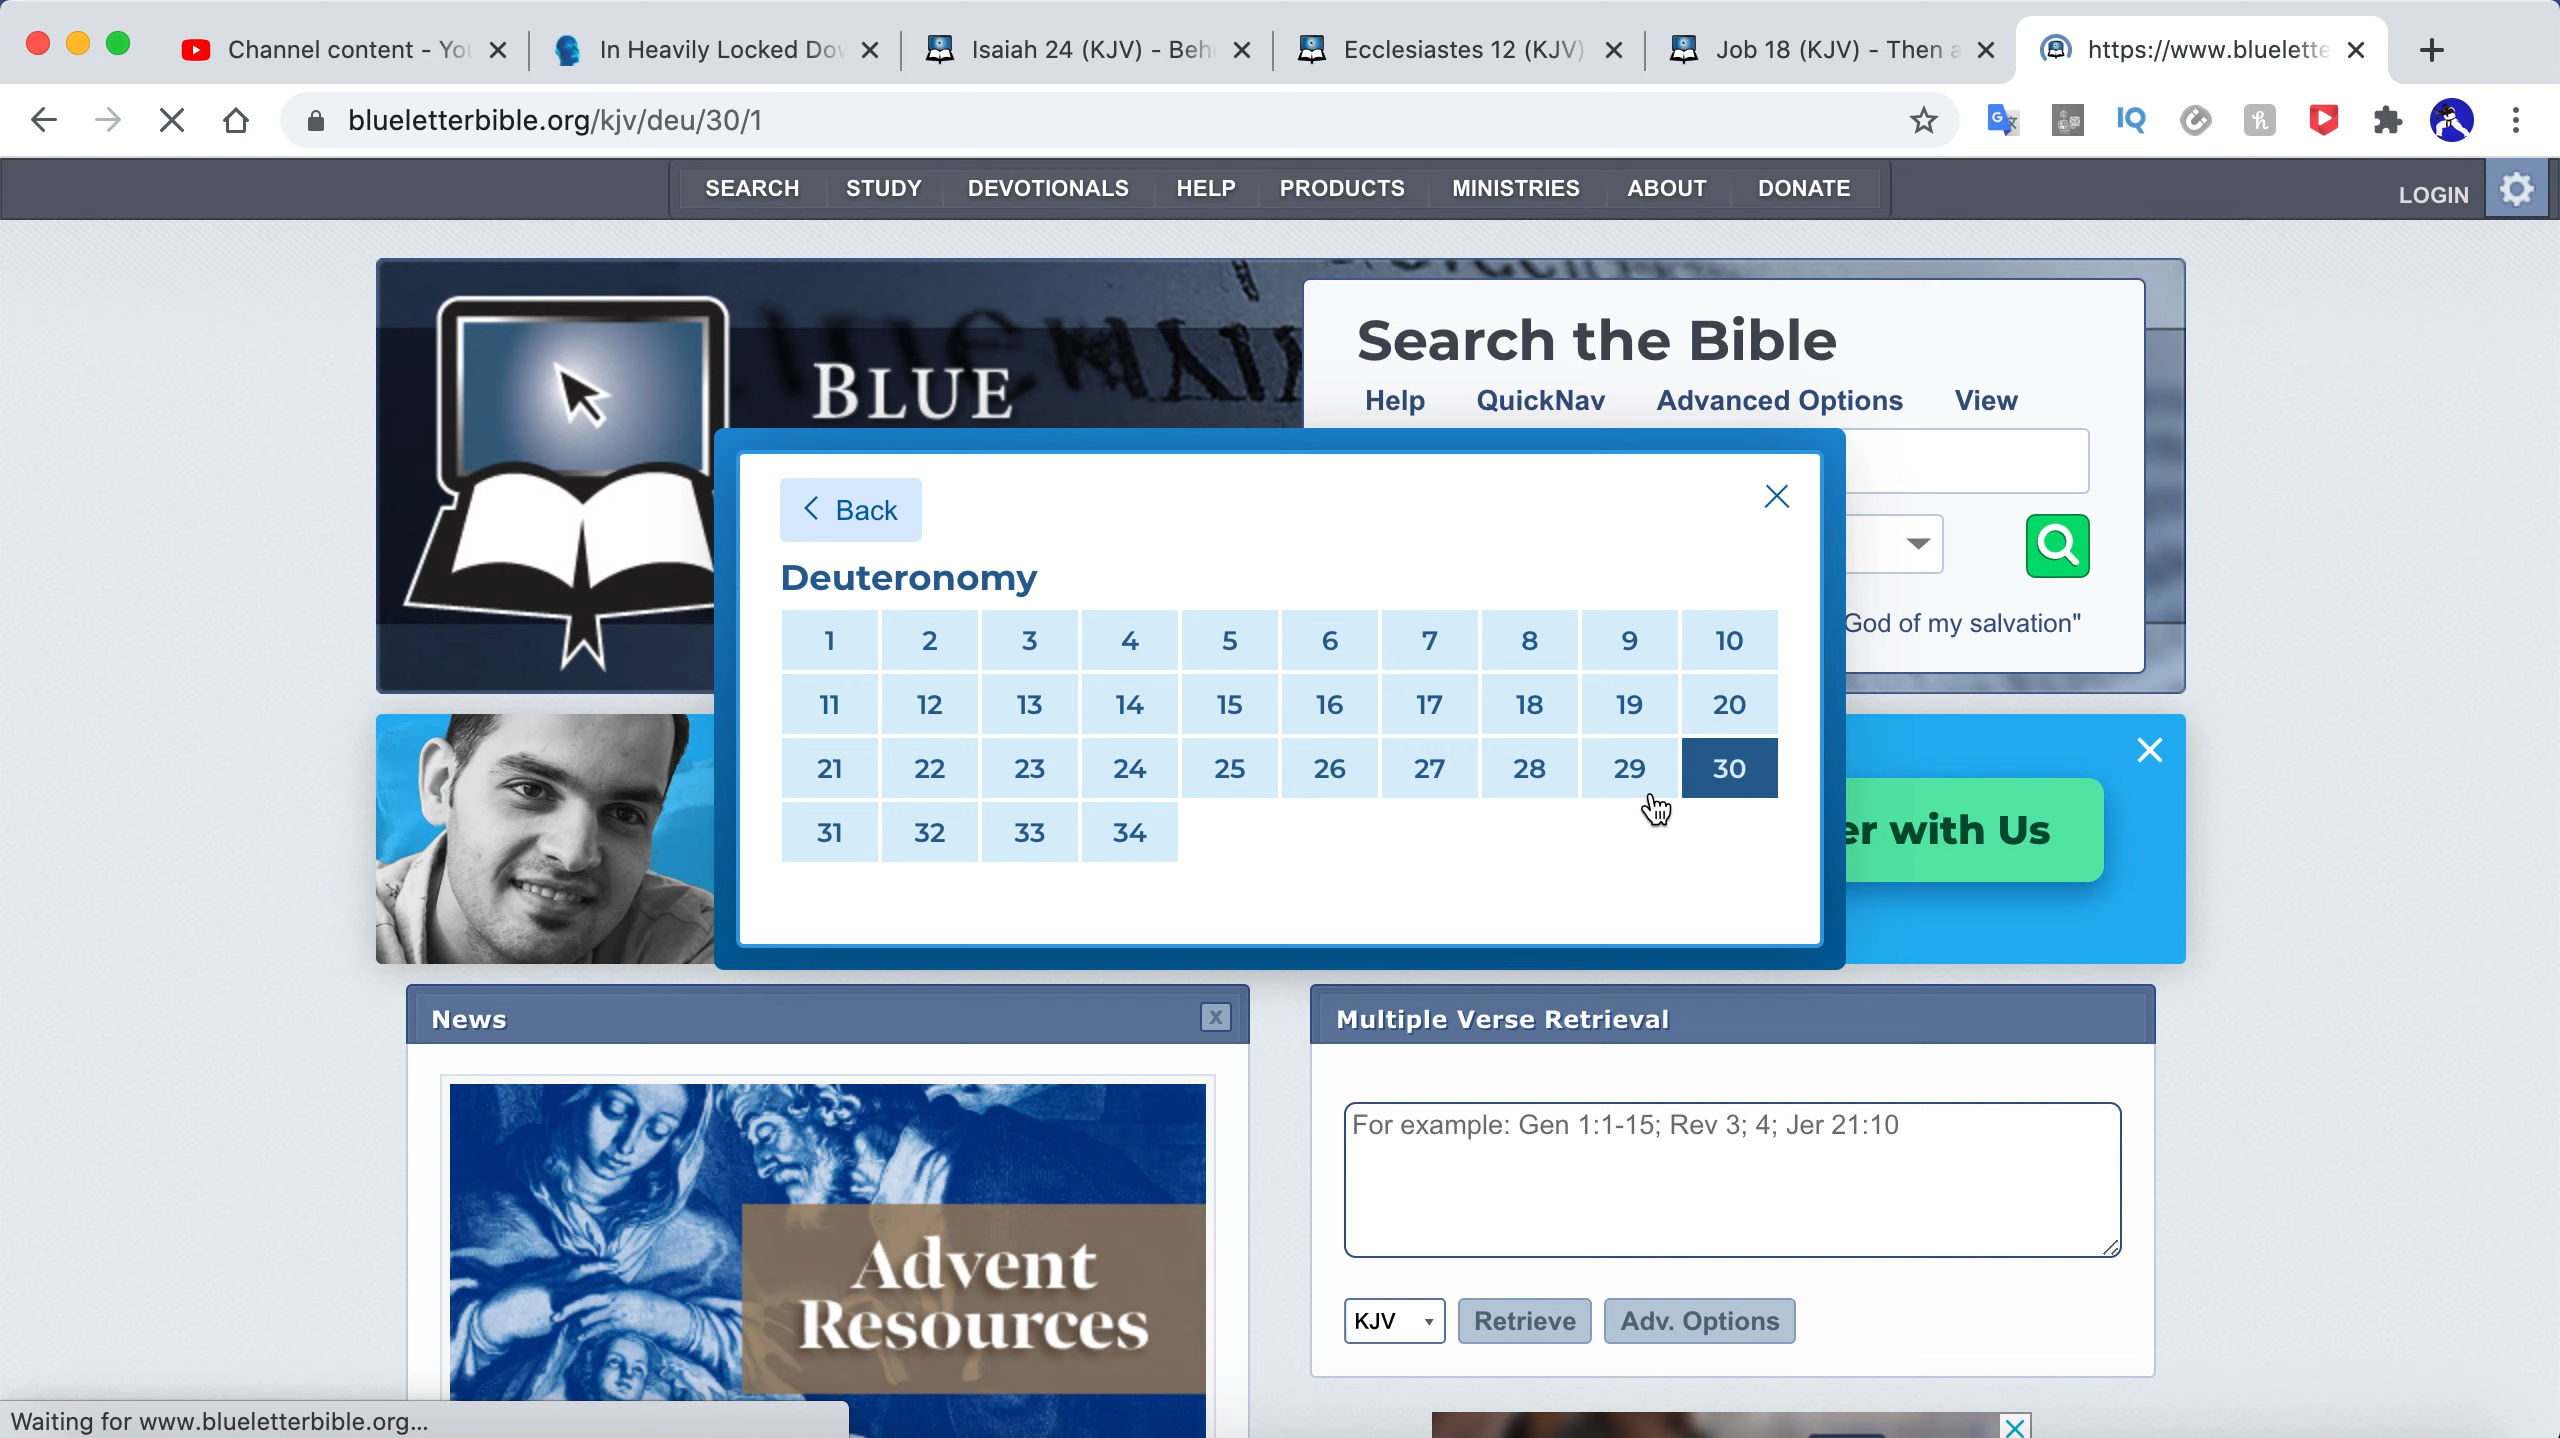 Channel content - You
In Heavily Locked Dow
Isaiah 24 (KJV) - Beh
Ecclesiastes 12 (KJV)
Job 18 (KJV) - Then a
https://www.bluelette
blueletterbible.org/kjv/deu/30/1
IQ
h
SEARCH STUDY DEVOTIONALS HELP PRODUCTS MINISTRIES ABOUT DONATE
LOGIN
BLUE
Search the Bible
Help QuickNav Advanced Options View
God of my salvation"
Back
Deuteronomy
1 2 3 4 5 6 7 8 9 10
11 12 13 14 15 16 17 18 19 20
21 22 23 24 25 26 27 28 29 30
31 32 33 34
er with Us
News
x
Advent
Resources
Multiple Verse Retrieval
For example: Gen 1:1-15; Rev 3; 4; Jer 21:10
KJV Retrieve Adv. Options
Waiting for www.blueletterbible.org...